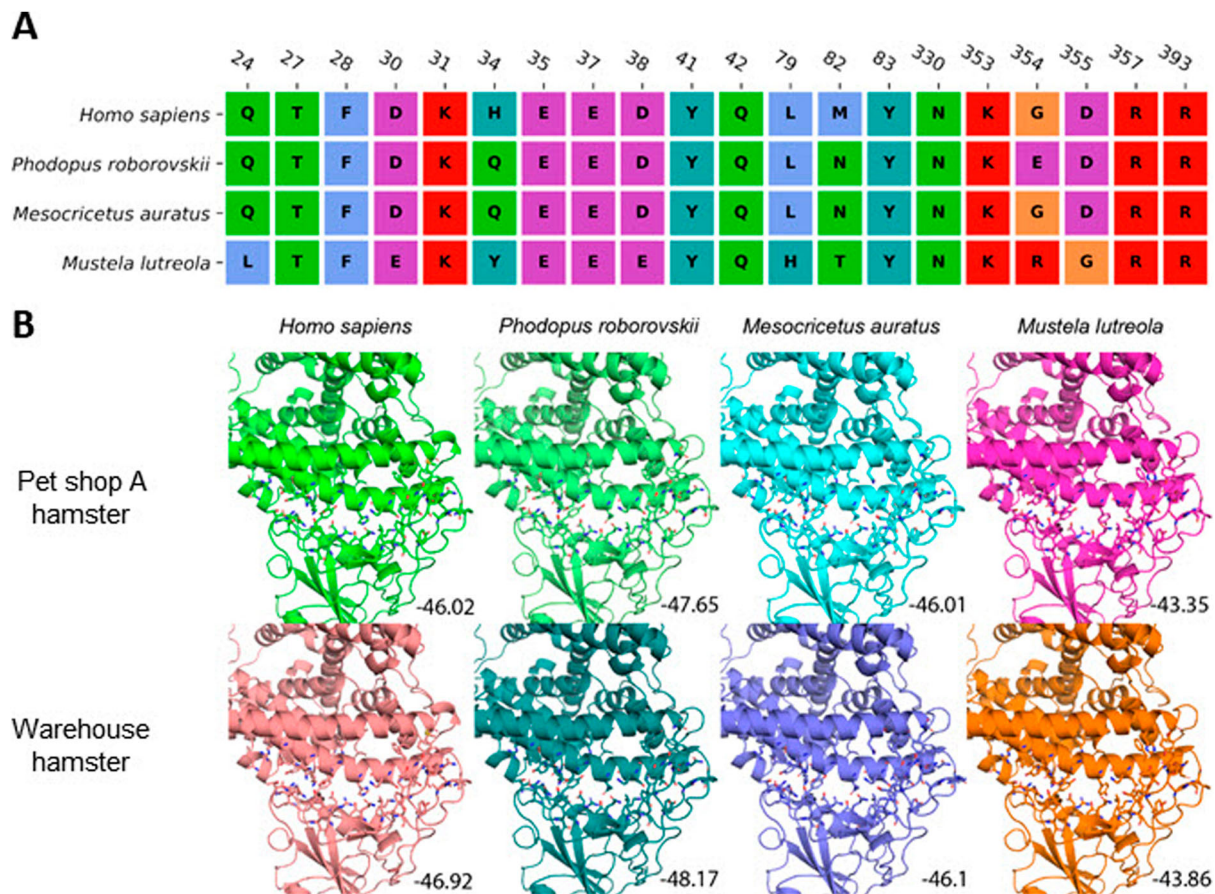 A
24 27 28 30 31 34 35 37 38 41 42 79 82 83 330 353 354 355 357 393
Homo sapiens Q T F D K H E E D Y Q L M Y N K G D R R
Phodopus roborovskii Q T F D K Q E E D Y Q L N Y N K E D R R
Mesocricetus auratus Q T F D K Q E E D Y Q L N Y N K G D R R
Mustela lutreola L T F E K Y E E E Y Q H T Y N K R G R R
B
Homo sapiens Phodopus roborovskii Mesocricetus auratus Mustela lutreola
Pet shop A
hamster
-46.02 -47.65 -46.01 -43.35
Warehouse
hamster
-46.92 -48.17 -46.1 -43.86